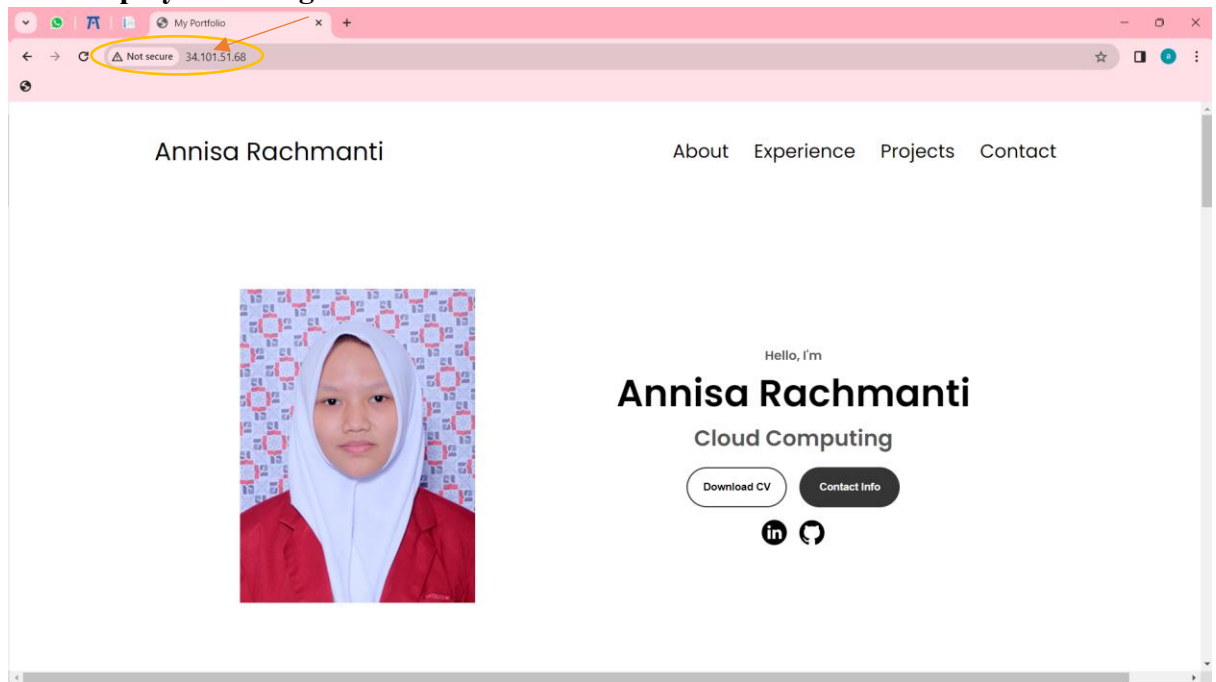 My Portfolio
Not secure 34.101.51.68
a
Annisa Rachmanti
About Experience Projects Contact
Hello, I'm
Annisa Rachmanti
Cloud Computing
Download CV Contact Info
in